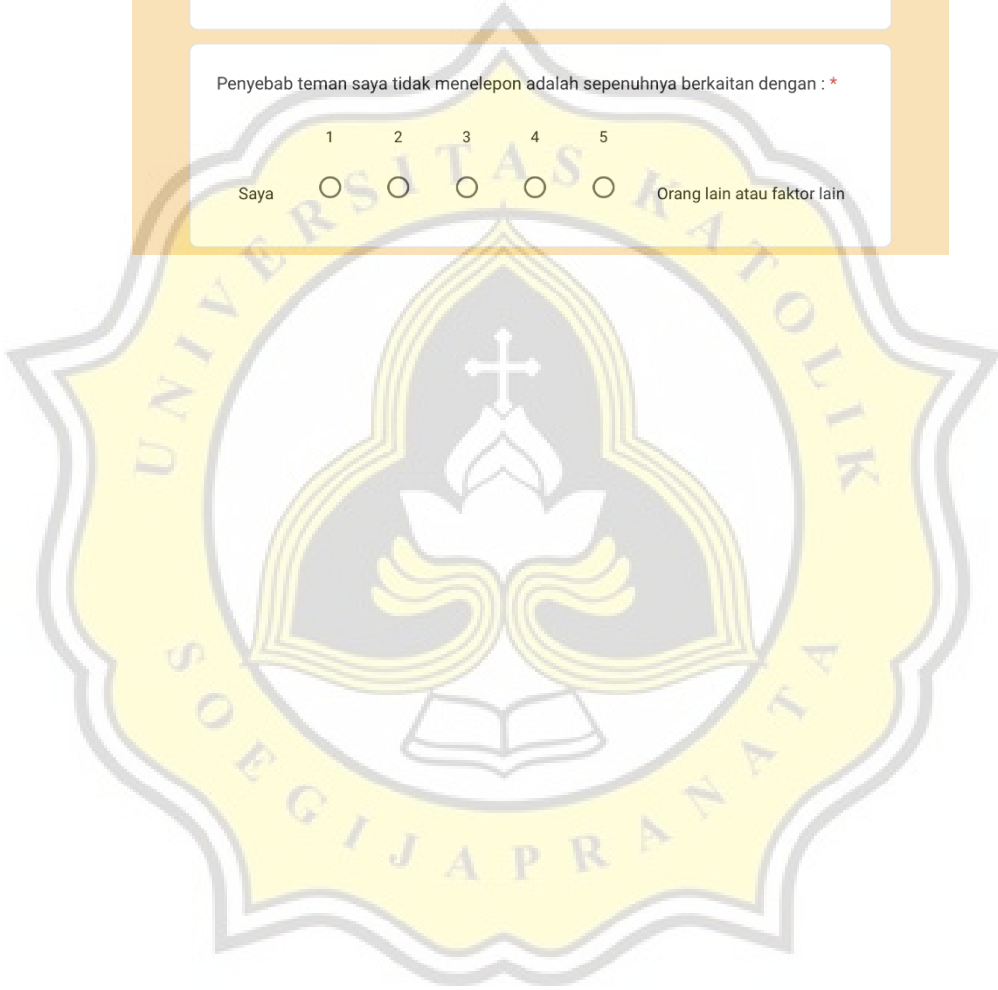 Penyebab teman saya tidak menelepon adalah sepenuhnya berkaitan dengan : *
1 2 3 4 5
Saya
Orang lain atau faktor lain
UNIVERSITAS KATOLIK
SOEGIJAPRANATA